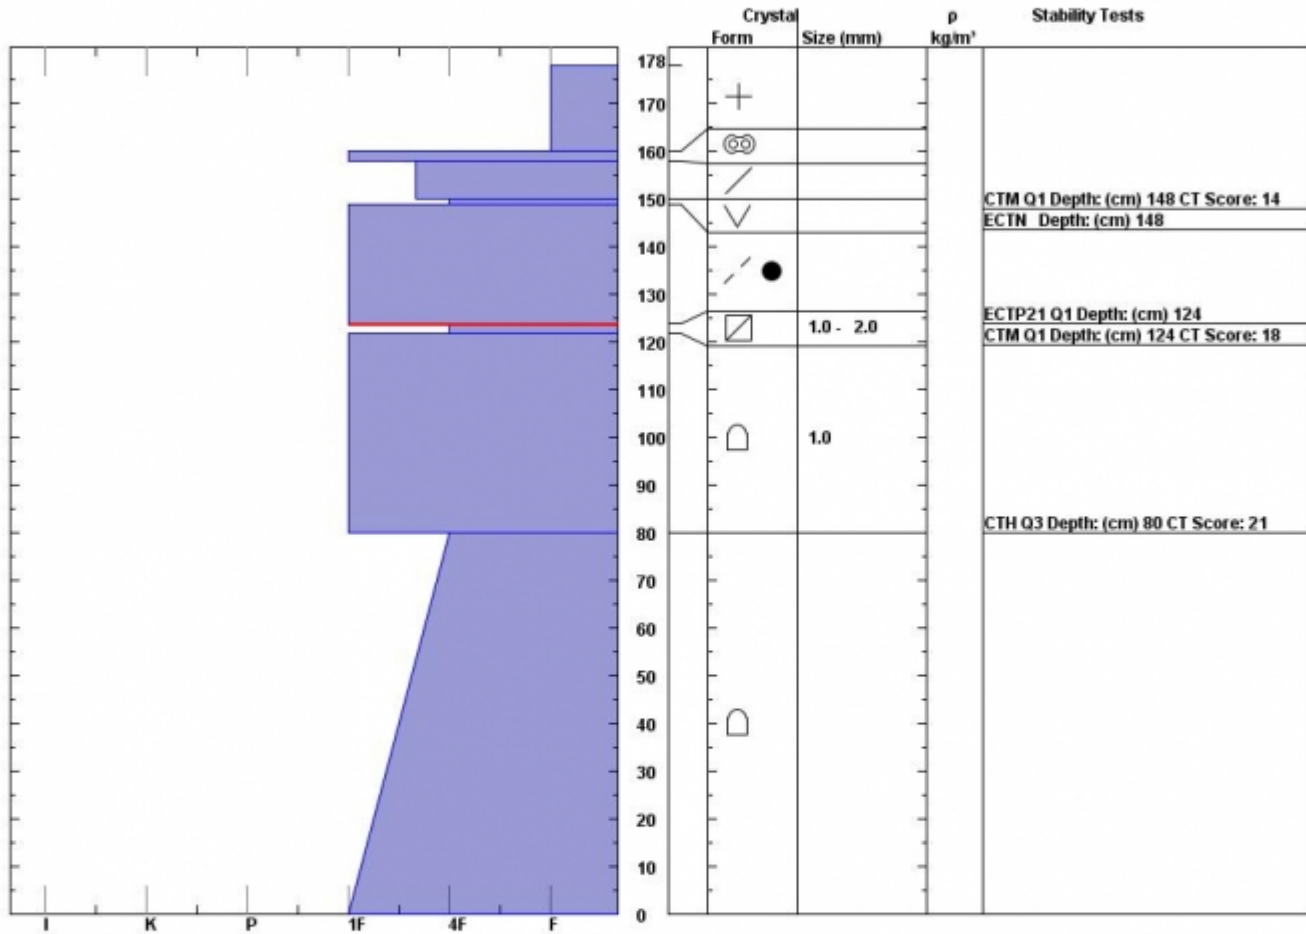 Crystal ρ Stability Tests
Form Size (mm) kg/m³
178
170
160
150
CTM Q1 Depth: (cm) 148 CT Score: 14
ECTN Depth: (cm) 148
140
130
ECTP21 Q1 Depth: (cm) 124
1.0 - 2.0
CTM Q1 Depth: (cm) 124 CT Score: 18
120
110
100 1.0
90
CTH Q3 Depth: (cm) 80 CT Score: 21
80
70
60
50
40
30
20
10
0
I K P 1F 4F F